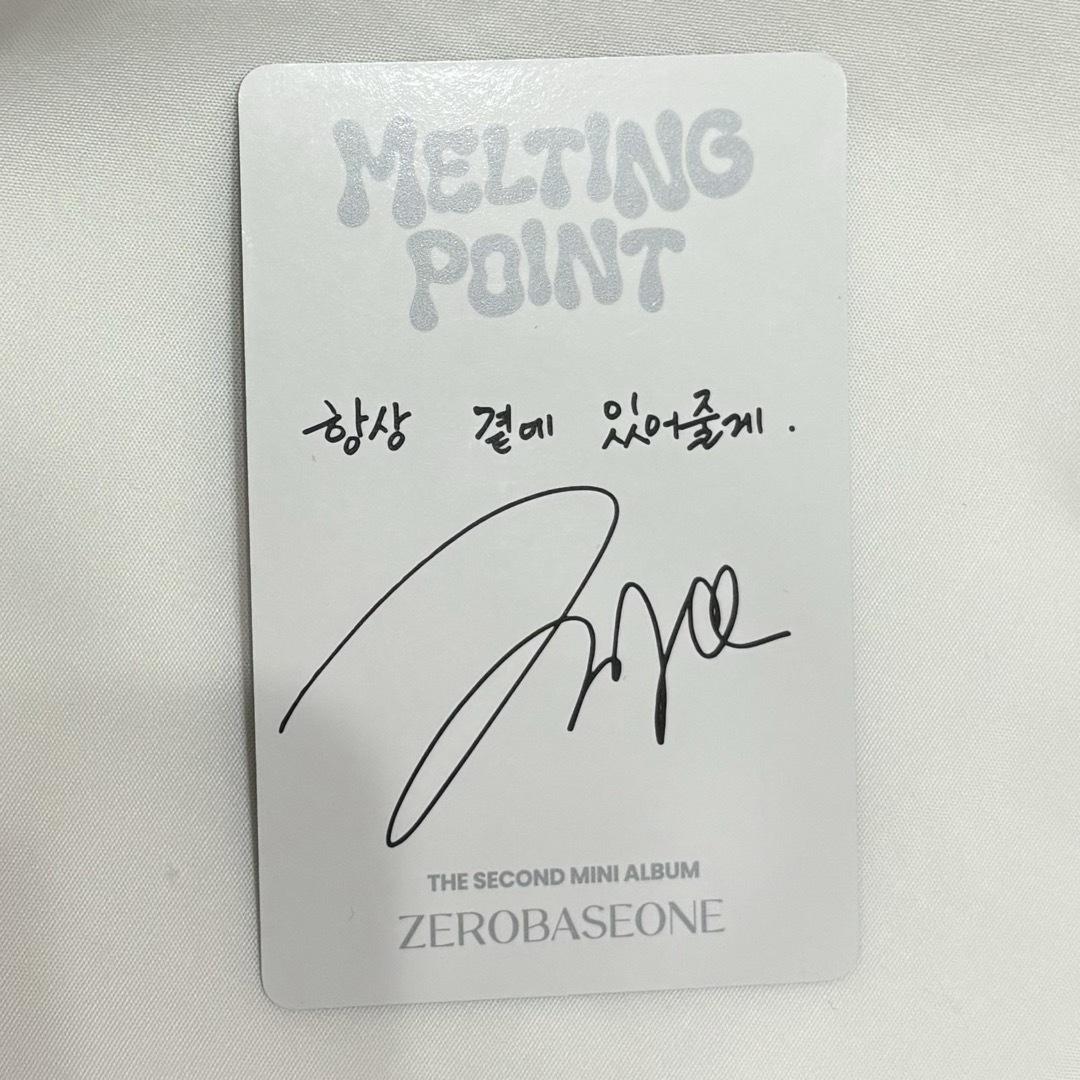 MELTING
POINT
항상 곁에 있어줄게.
THE SECOND MINI ALBUM
ZEROBASEONE